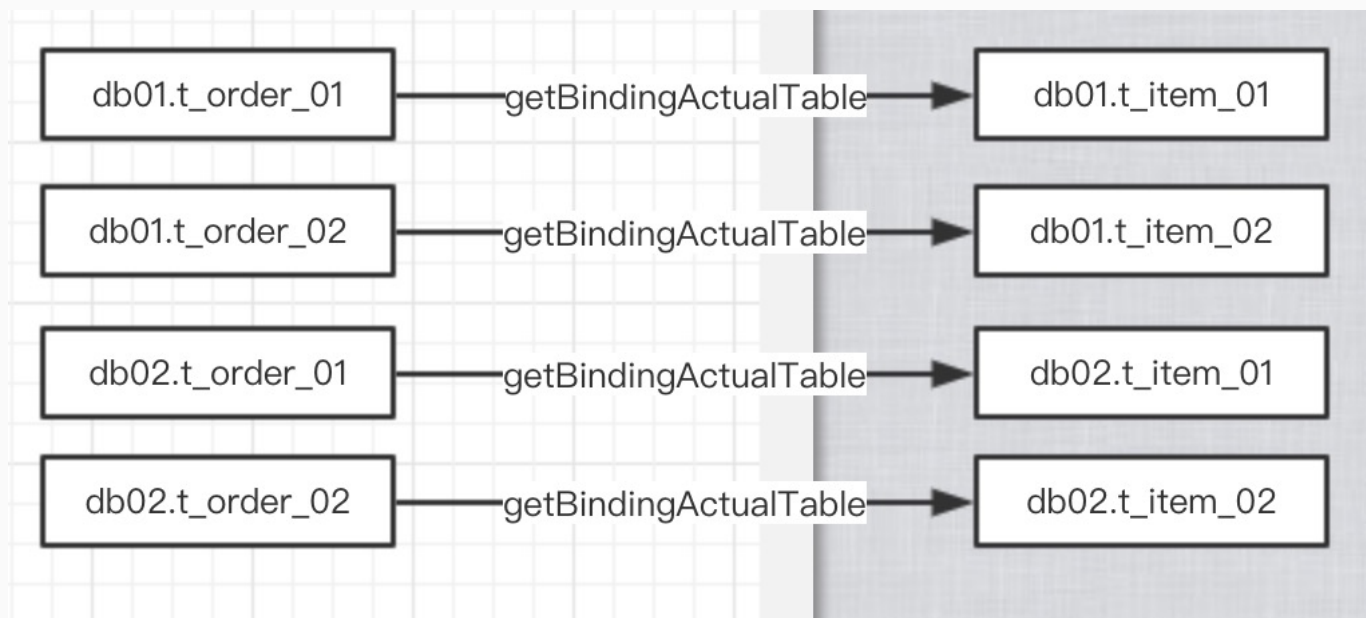 db01.t_order_01 getBindingActualTable db01.t_item_01
db01.t_order_02 getBindingActualTable db01.t_item_02
db02.t_order_01 getBindingActualTable db02.t_item_01
db02.t_order_02 getBindingActualTable db02.t_item_02